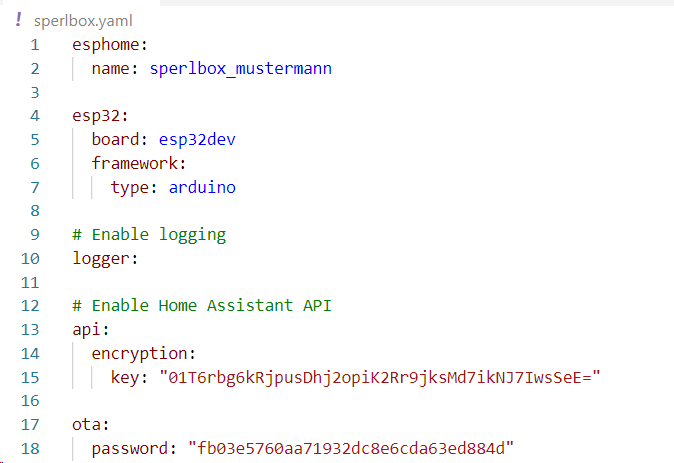 ! sperlbox.yaml
1 esphome:
2 name: sperlbox_mustermann
3
4 esp32:
5 board: esp32dev
6 framework:
7 type: arduino
8
9 # Enable logging
10 logger:
11
12 # Enable Home Assistant API
13 api:
14 encryption:
15 key: "01T6rbg6kRjpusDhj2opiK2Rr9jksMd7ikNJ7IwsSeE="
16
17 ota:
18 password: "fb03e5760aa71932dc8e6cda63ed884d"